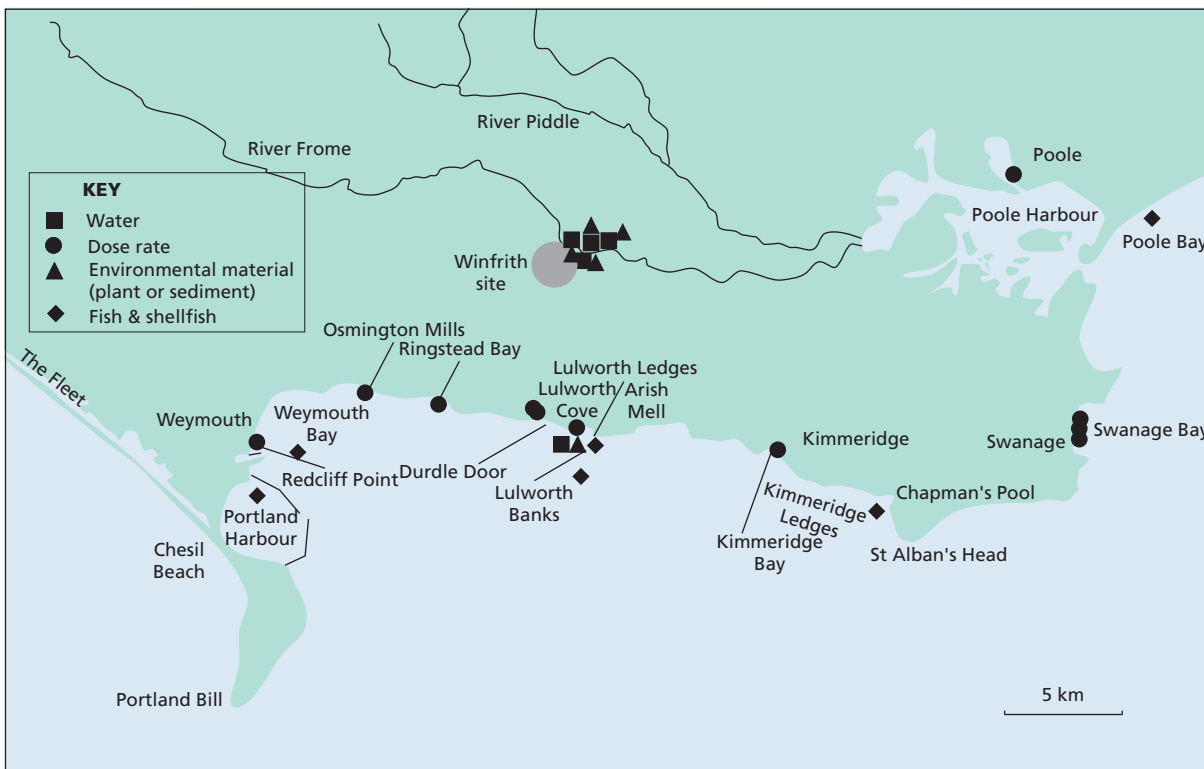 River Piddle
River Frome
Poole
Poole Harbour
Poole Bay
KEY
Water
Dose rate
Environmental material
(plant or sediment)
Fish & shellfish
Winfrith
site
Osmington Mills
Ringstead Bay
The Fleet
Lulworth Ledges
Lulworth
Cove
Arish
Mell
Weymouth
Weymouth
Bay
Redcliff Point
Durdle Door
Lulworth
Banks
Kimmeridge
Swanage
Swanage Bay
Portland
Harbour
Chesil
Beach
Kimmeridge
Ledges
Kimmeridge
Bay
Chapman's Pool
St Alban's Head
Portland Bill
5 km